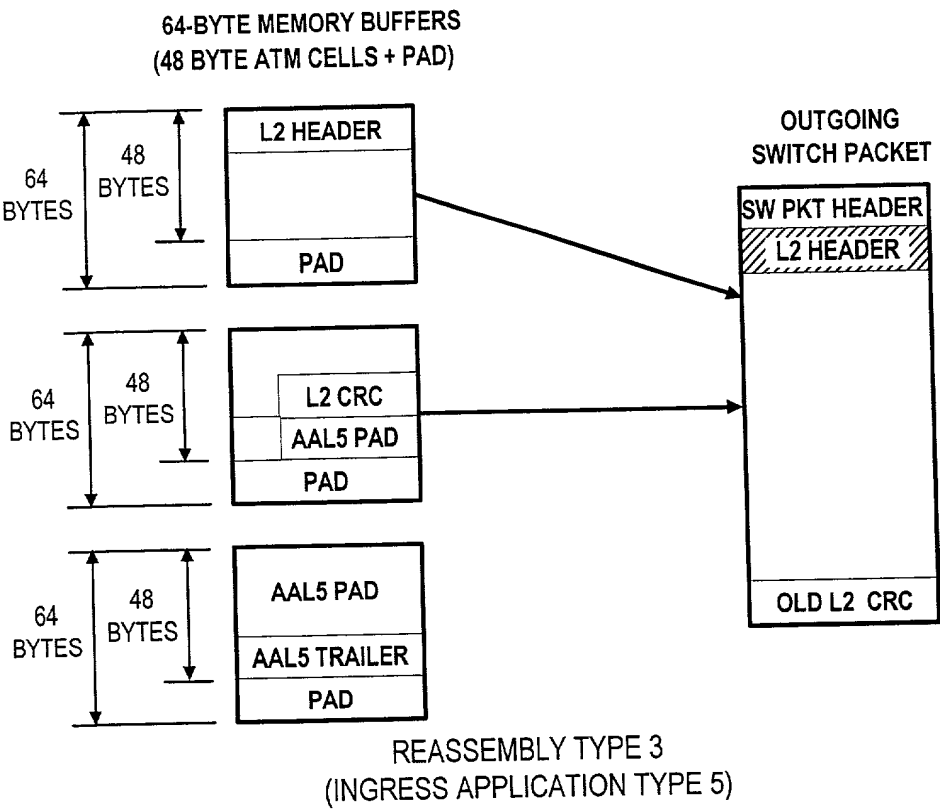 64-BYTE MEMORY BUFFERS
(48 BYTE ATM CELLS + PAD)
64
BYTES
48
BYTES
L2 HEADER
PAD
64
BYTES
48
BYTES
L2 CRC
AAL5 PAD
PAD
64
BYTES
48
BYTES
AAL5 PAD
AAL5 TRAILER
PAD
OUTGOING
SWITCH PACKET
SW PKT HEADER
L2 HEADER
OLD L2 CRC
REASSEMBLY TYPE 3
(INGRESS APPLICATION TYPE 5)